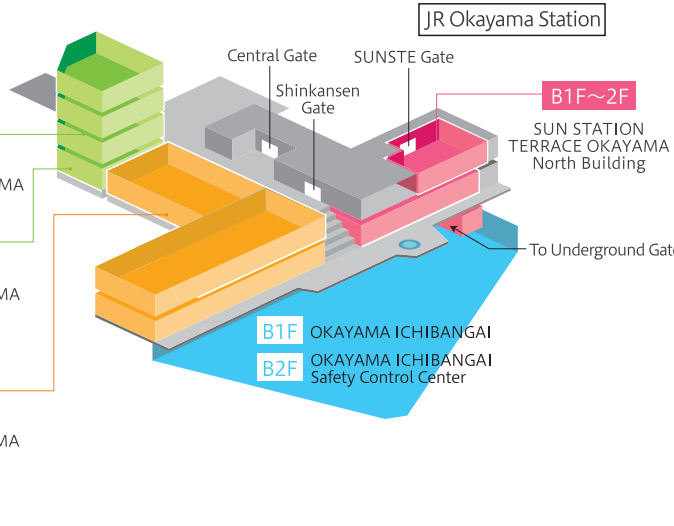 JR Okayama Station
Central Gate
SUNSTE Gate
Shinkansen
Gate
B1F～2F
SUN STATION
TERRACE OKAYAMA
North Building
MA
To Underground Gate
MA
B1F OKAYAMA ICHIBANGAI
B2F OKAYAMA ICHIBANGAI
Safety Control Center
MA